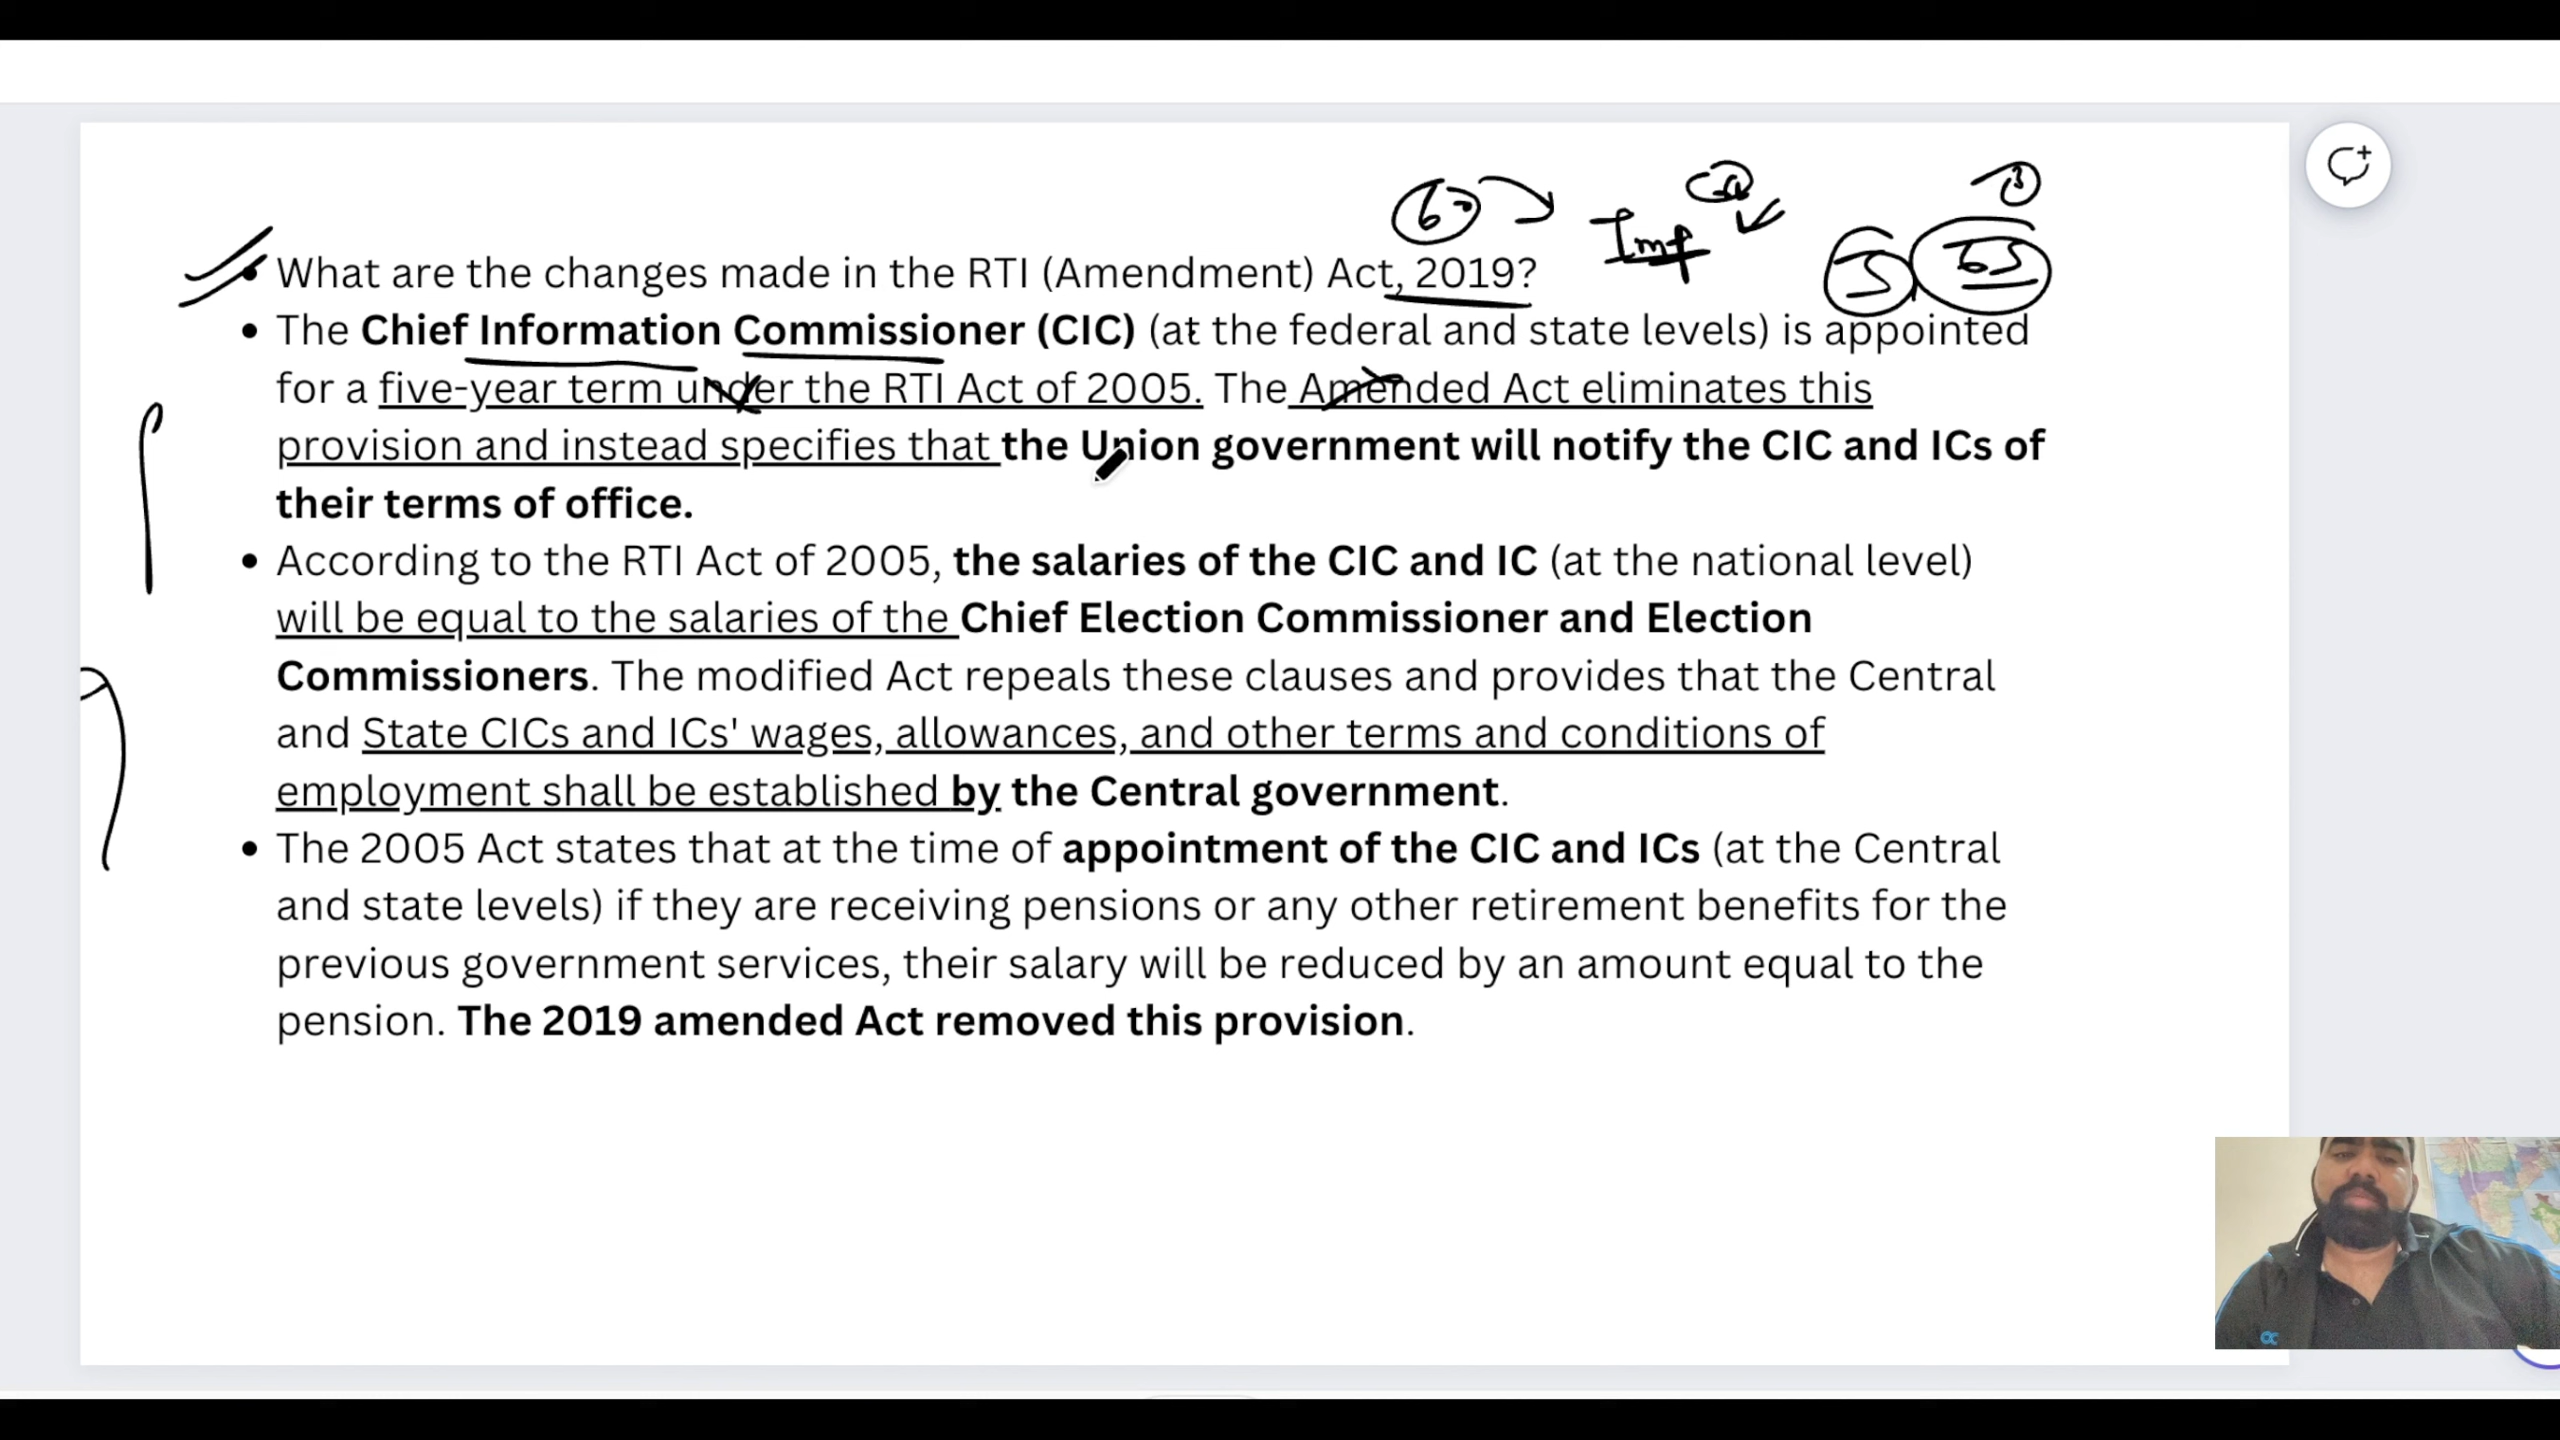 Imp
65
5
• What are the changes made in the RTI (Amendment) Act, 2019?
• The Chief Information Commissioner (CIC) (at the federal and state levels) is appointed
for a five-year term under the RTI Act of 2005. The Amended Act eliminates this
provision and instead specifies that the Union government will notify the CIC and ICs of
their terms of office.
• According to the RTI Act of 2005, the salaries of the CIC and IC (at the national level)
will be equal to the salaries of the Chief Election Commissioner and Election
Commissioners. The modified Act repeals these clauses and provides that the Central
and State CICs and ICs' wages, allowances, and other terms and conditions of
employment shall be established by the Central government.
• The 2005 Act states that at the time of appointment of the CIC and ICs (at the Central
and state levels) if they are receiving pensions or any other retirement benefits for the
previous government services, their salary will be reduced by an amount equal to the
pension. The 2019 amended Act removed this provision.